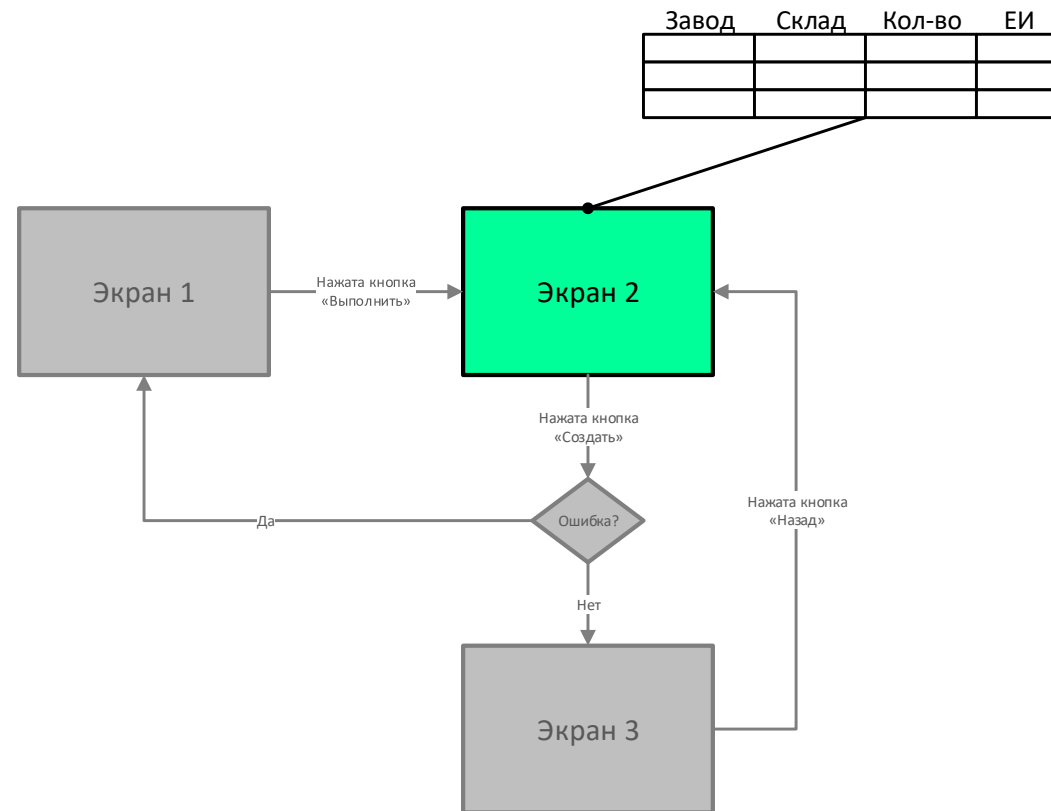 Завод Склад Кол-во ЕИ
Экран 1
Нажата кнопка
«Выполнить»
Экран 2
Нажата кнопка
«Создать»
Ошибка?
Да
Нажата кнопка
«Назад»
Нет
Экран 3